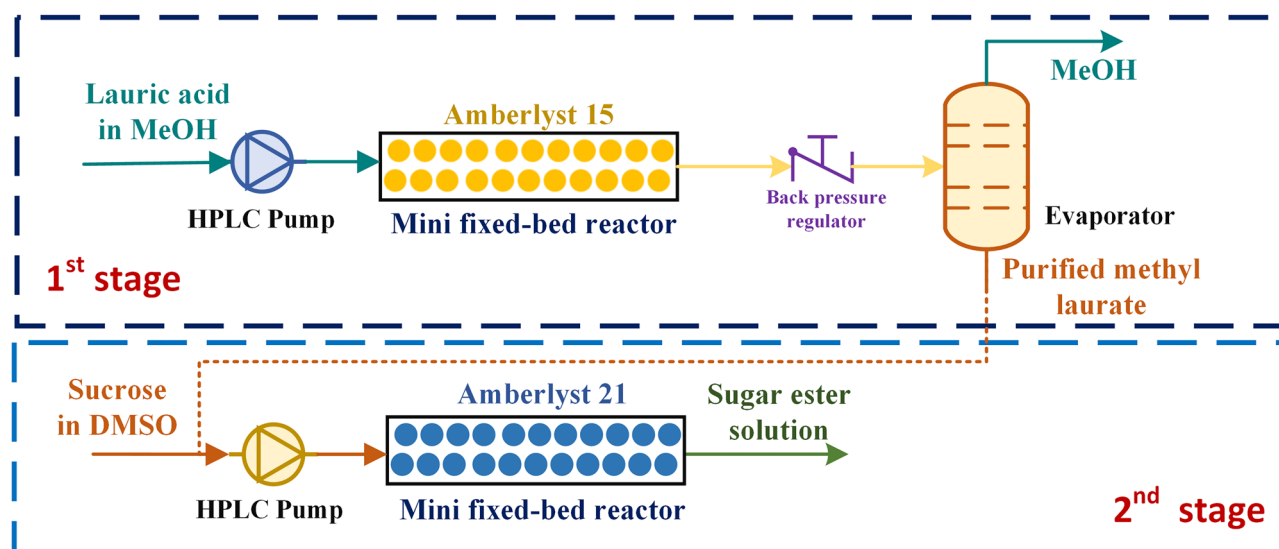 MeOH
Lauric acid
in MeOH
Amberlyst 15
HPLC Pump
Mini fixed-bed reactor
Back pressure
regulator
Evaporator
1st stage
Purified methyl
laurate
Sucrose
in DMSO
Amberlyst 21
Sugar ester
solution
HPLC Pump
Mini fixed-bed reactor
2nd stage